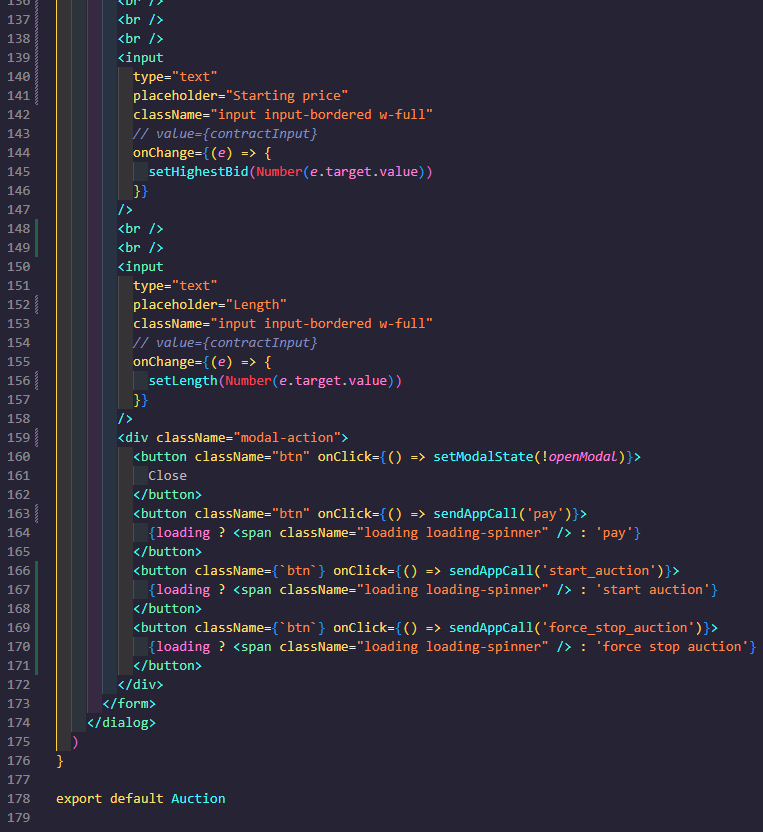 136 <br />
137 <br />
138 <br />
139 <input
140 type="text"
141 placeholder="Starting price"
142 className="input input-bordered w-full"
143 // value={contractInput}
144 onChange={(e) => {
145 setHighestBid(Number(e.target.value))
146 }}
147 />
148 <br />
149 <br />
150 <input
151 type="text"
152 placeholder="Length"
153 className="input input-bordered w-full"
154 // value={contractInput}
155 onChange={(e) => {
156 setLength(Number(e.target.value))
157 }}
158 />
159 <div className="modal-action">
160 <button className="btn" onClick={() => setModalState(!openModal)}>
161 Close
162 </button>
163 <button className="btn" onClick={() => sendAppCall('pay')}>
164 {loading ? <span className="loading loading-spinner" /> : 'pay'}
165 </button>
166 <button className={`btn`} onClick={() => sendAppCall('start_auction')}>
167 {loading ? <span className="loading loading-spinner" /> : 'start auction'}
168 </button>
169 <button className={`btn`} onClick={() => sendAppCall('force_stop_auction')}>
170 {loading ? <span className="loading loading-spinner" /> : 'force stop auction'}
171 </button>
172 </div>
173 </form>
174 </dialog>
175 )
176 }
177
178 export default Auction
179